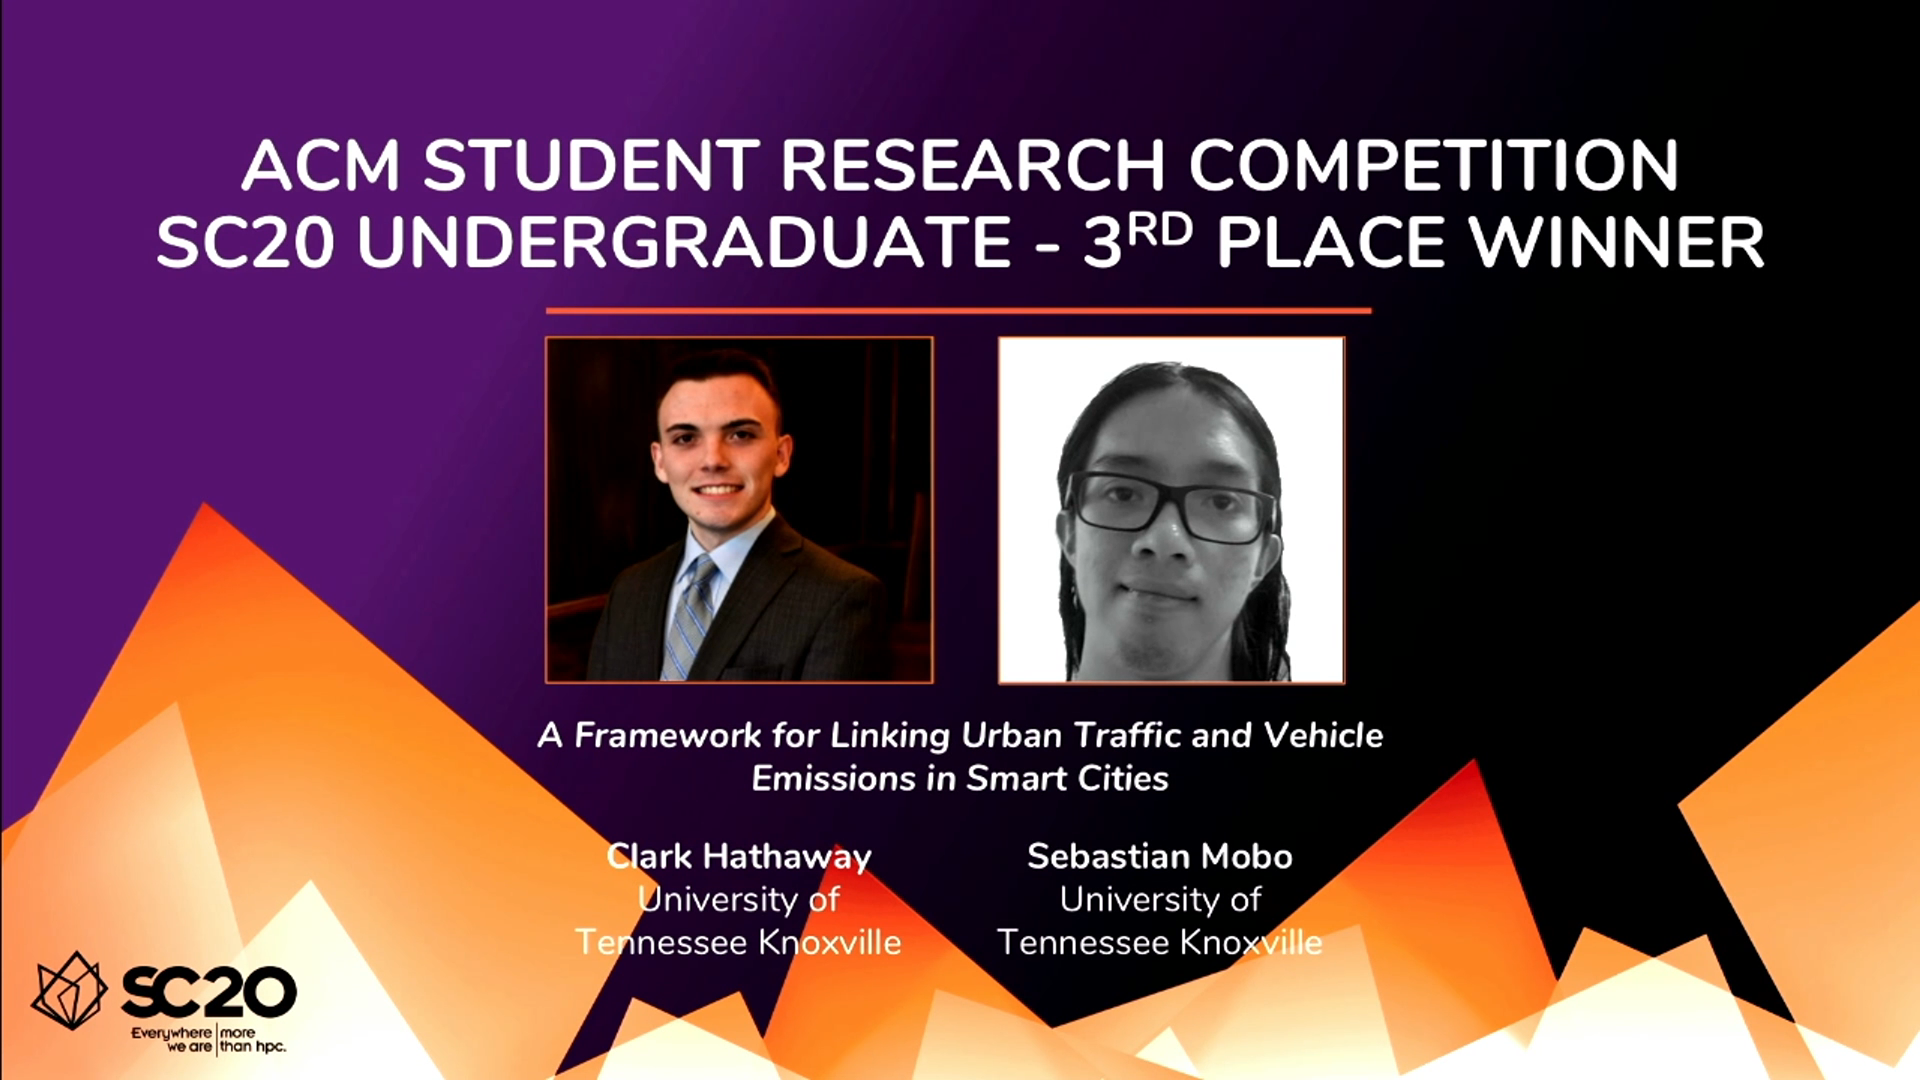 ACM STUDENT RESEARCH COMPETITION
SC20 UNDERGRADUATE - 3RD PLACE WINNER
A Framework for Linking Urban Traffic and Vehicle
Emissions in Smart Cities
Clark Hathaway
University of
Tennessee Knoxville
Sebastian Mobo
University of
Tennessee Knoxville
SC20
Everywhere more
we are than hpc.